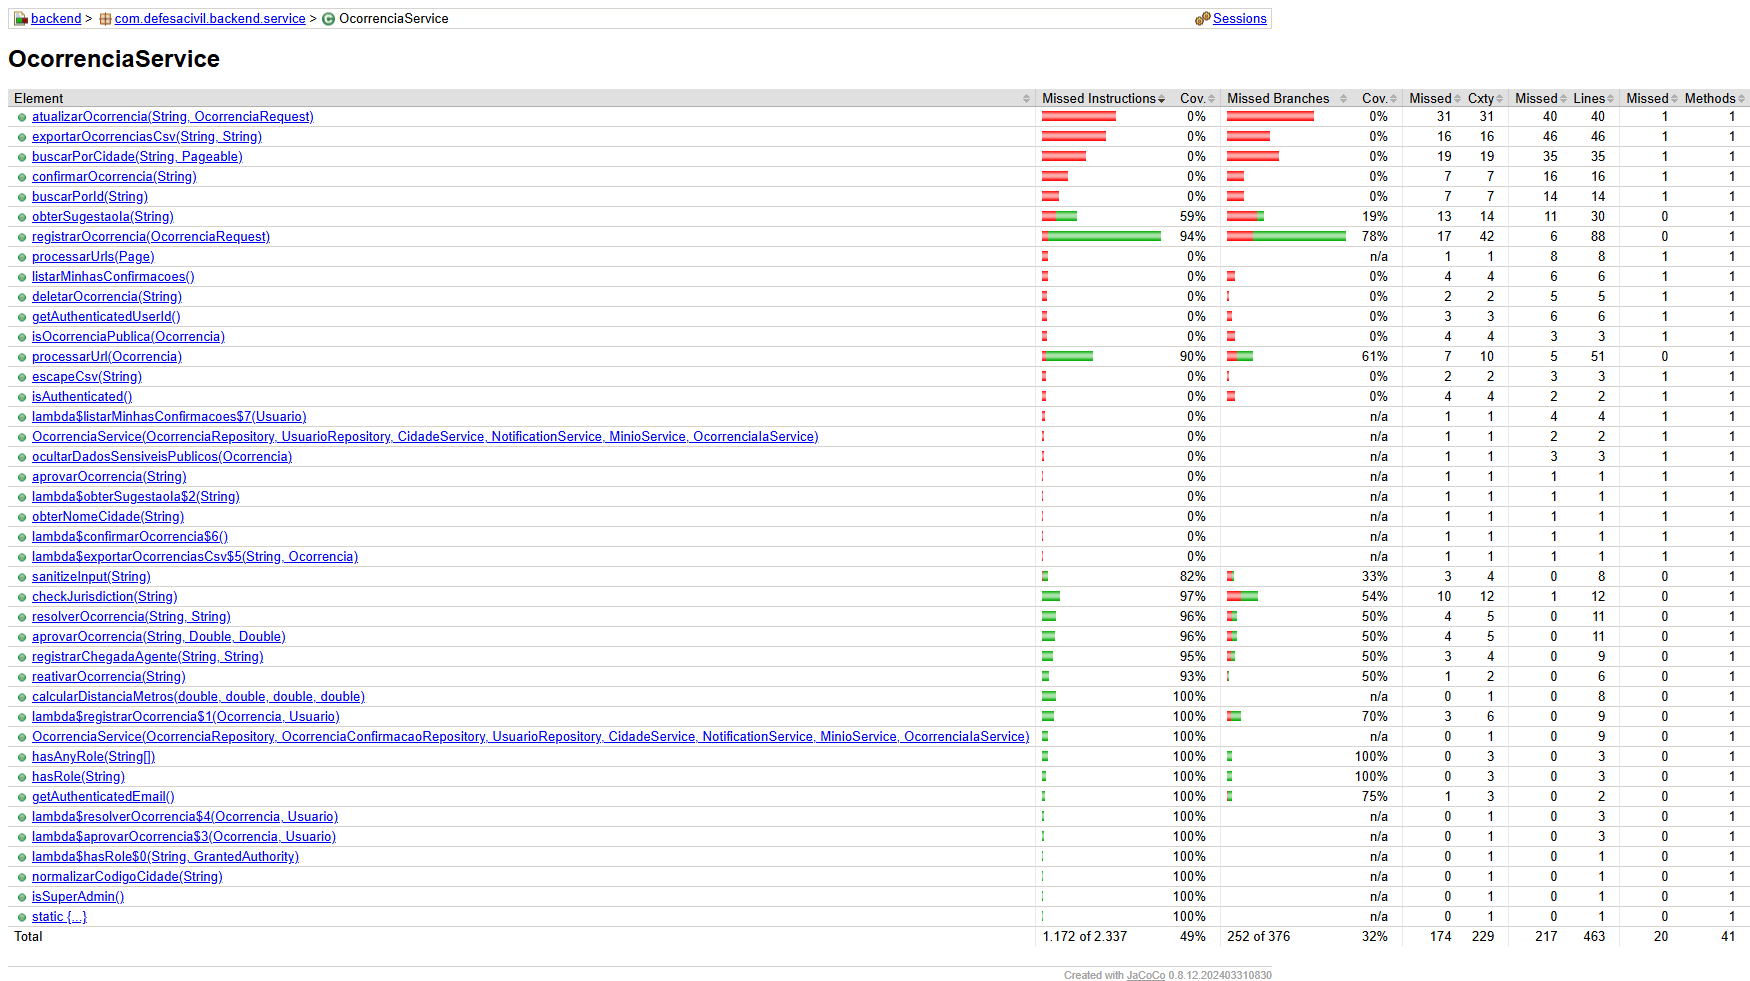 backend > com.defesacivil.backend.service > OcorrenciaService Sessions
OcorrenciaService
Element Missed Instructions Cov. Missed Branches Cov. Missed Cxty Missed Lines Missed Methods
atualizarOcorrencia(String, OcorrenciaRequest) 0% 0% 31 31 40 40 1 1
exportarOcorrenciasCsv(String, String) 0% 0% 16 16 46 46 1 1
buscarPorCidade(String, Pageable) 0% 0% 19 19 35 35 1 1
confirmarOcorrencia(String) 0% 0% 7 7 16 16 1 1
buscarPorId(String) 0% 0% 7 7 14 14 1 1
obterSugestaoIa(String) 59% 19% 13 14 11 30 0 1
registrarOcorrencia(OcorrenciaRequest) 94% 78% 17 42 6 88 0 1
processarUrls(Page) 0% n/a 1 1 8 8 1 1
listarMinhasConfirmacoes() 0% 0% 4 4 6 6 1 1
deletarOcorrencia(String) 0% 0% 2 2 5 5 1 1
getAuthenticatedUserId() 0% 0% 3 3 6 6 1 1
isOcorrenciaPublica(Ocorrencia) 0% 0% 4 4 3 3 1 1
processarUrl(Ocorrencia) 90% 61% 7 10 5 51 0 1
escapeCsv(String) 0% 0% 2 2 3 3 1 1
isAuthenticated() 0% 0% 4 4 2 2 1 1
lambda$listarMinhasConfirmacoes$7(Usuario) 0% n/a 1 1 4 4 1 1
OcorrenciaService(OcorrenciaRepository, UsuarioRepository, CidadeService, NotificationService, MinioService, OcorrenciaIaService) 0% n/a 1 1 2 2 1 1
ocultarDadosSensiveisPublicos(Ocorrencia) 0% n/a 1 1 3 3 1 1
aprovarOcorrencia(String) 0% n/a 1 1 1 1 1 1
lambda$obterSugestaoIa$2(String) 0% n/a 1 1 1 1 1 1
obterNomeCidade(String) 0% n/a 1 1 1 1 1 1
lambda$confirmarOcorrencia$6() 0% n/a 1 1 1 1 1 1
lambda$exportarOcorrenciasCsv$5(String, Ocorrencia) 0% n/a 1 1 1 1 1 1
sanitizeInput(String) 82% 33% 3 4 0 8 0 1
checkJurisdiction(String) 97% 54% 10 12 1 12 0 1
resolverOcorrencia(String, String) 96% 50% 4 5 0 11 0 1
aprovarOcorrencia(String, Double, Double) 96% 50% 4 5 0 11 0 1
registrarChegadaAgente(String, String) 95% 50% 3 4 0 9 0 1
reativarOcorrencia(String) 93% 50% 1 2 0 6 0 1
calcularDistanciaMetros(double, double, double, double) 100% n/a 0 1 0 8 0 1
lambda$registrarOcorrencia$1(Ocorrencia, Usuario) 100% 70% 3 6 0 9 0 1
OcorrenciaService(OcorrenciaRepository, OcorrenciaConfirmacaoRepository, UsuarioRepository, CidadeService, NotificationService, MinioService, OcorrenciaIaService) 100% n/a 0 1 0 9 0 1
hasAnyRole(String[]) 100% 100% 0 3 0 3 0 1
hasRole(String) 100% 100% 0 3 0 3 0 1
getAuthenticatedEmail() 100% 75% 1 3 0 2 0 1
lambda$resolverOcorrencia$4(Ocorrencia, Usuario) 100% n/a 0 1 0 3 0 1
lambda$aprovarOcorrencia$3(Ocorrencia, Usuario) 100% n/a 0 1 0 3 0 1
lambda$hasRole$0(String, GrantedAuthority) 100% n/a 0 1 0 1 0 1
normalizarCodigoCidade(String) 100% n/a 0 1 0 1 0 1
isSuperAdmin() 100% n/a 0 1 0 1 0 1
static {...} 100% n/a 0 1 0 1 0 1
Total 1.172 of 2.337 49% 252 of 376 32% 174 229 217 463 20 41
Created with JaCoCo 0.8.12.202403310830